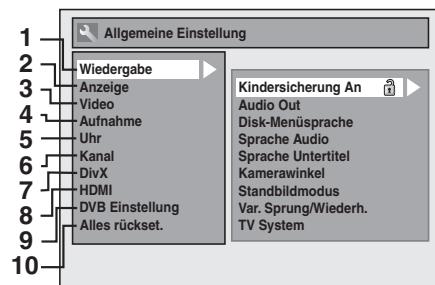 Allgemeine Einstellung
1
2
3
4
5
6
7
8
9
10
Wiedergabe
Anzeige
Video
Aufnahme
Uhr
Kanal
DivX
HDMI
DVB Einstellung
Alles rückset.
Kindersicherung An
Audio Out
Disk-Menüsprache
Sprache Audio
Sprache Untertitel
Kamerawinkel
Standbildmodus
Var. Sprung/Wiederh.
TV System